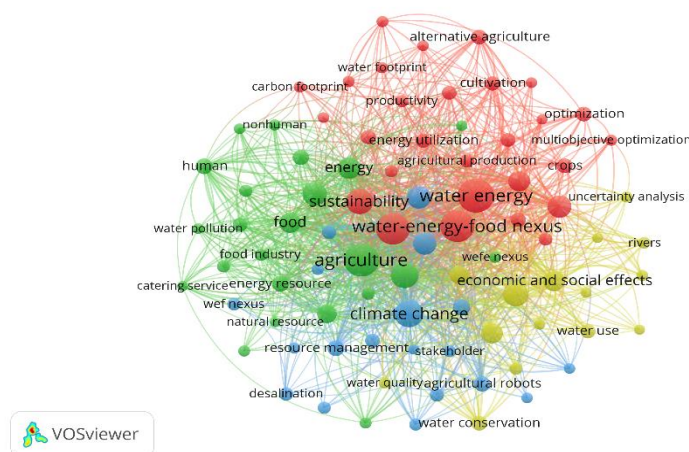 alternative agriculture
water footprint
carbon footprint
cultivation
productivity
optimization
nonhuman
energy utilization
multiobjective optimization
human
energy
agricultural production
crops
sustainability
water energy
uncertainty analysis
water pollution
food
water-energy-food nexus
rivers
food industry
agriculture
wefe nexus
catering service
energy resource
economic and social effects
wef nexus
natural resource
climate change
water use
resource management
stakeholder
desalination
water quality
agricultural robots
water conservation
VOSviewer